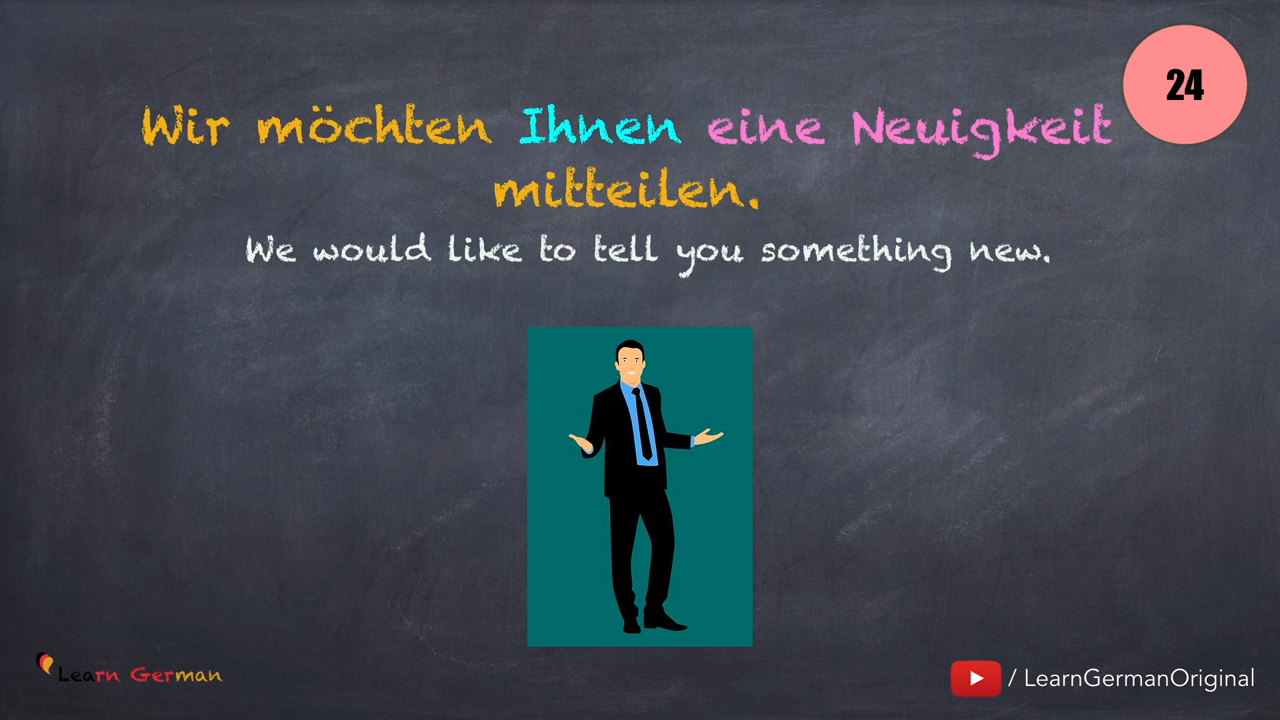 24
Wir möchten Ihnen eine Neuigkeit
mitteilen.
We would like to tell you something new.
Learn German
/ LearnGermanOriginal